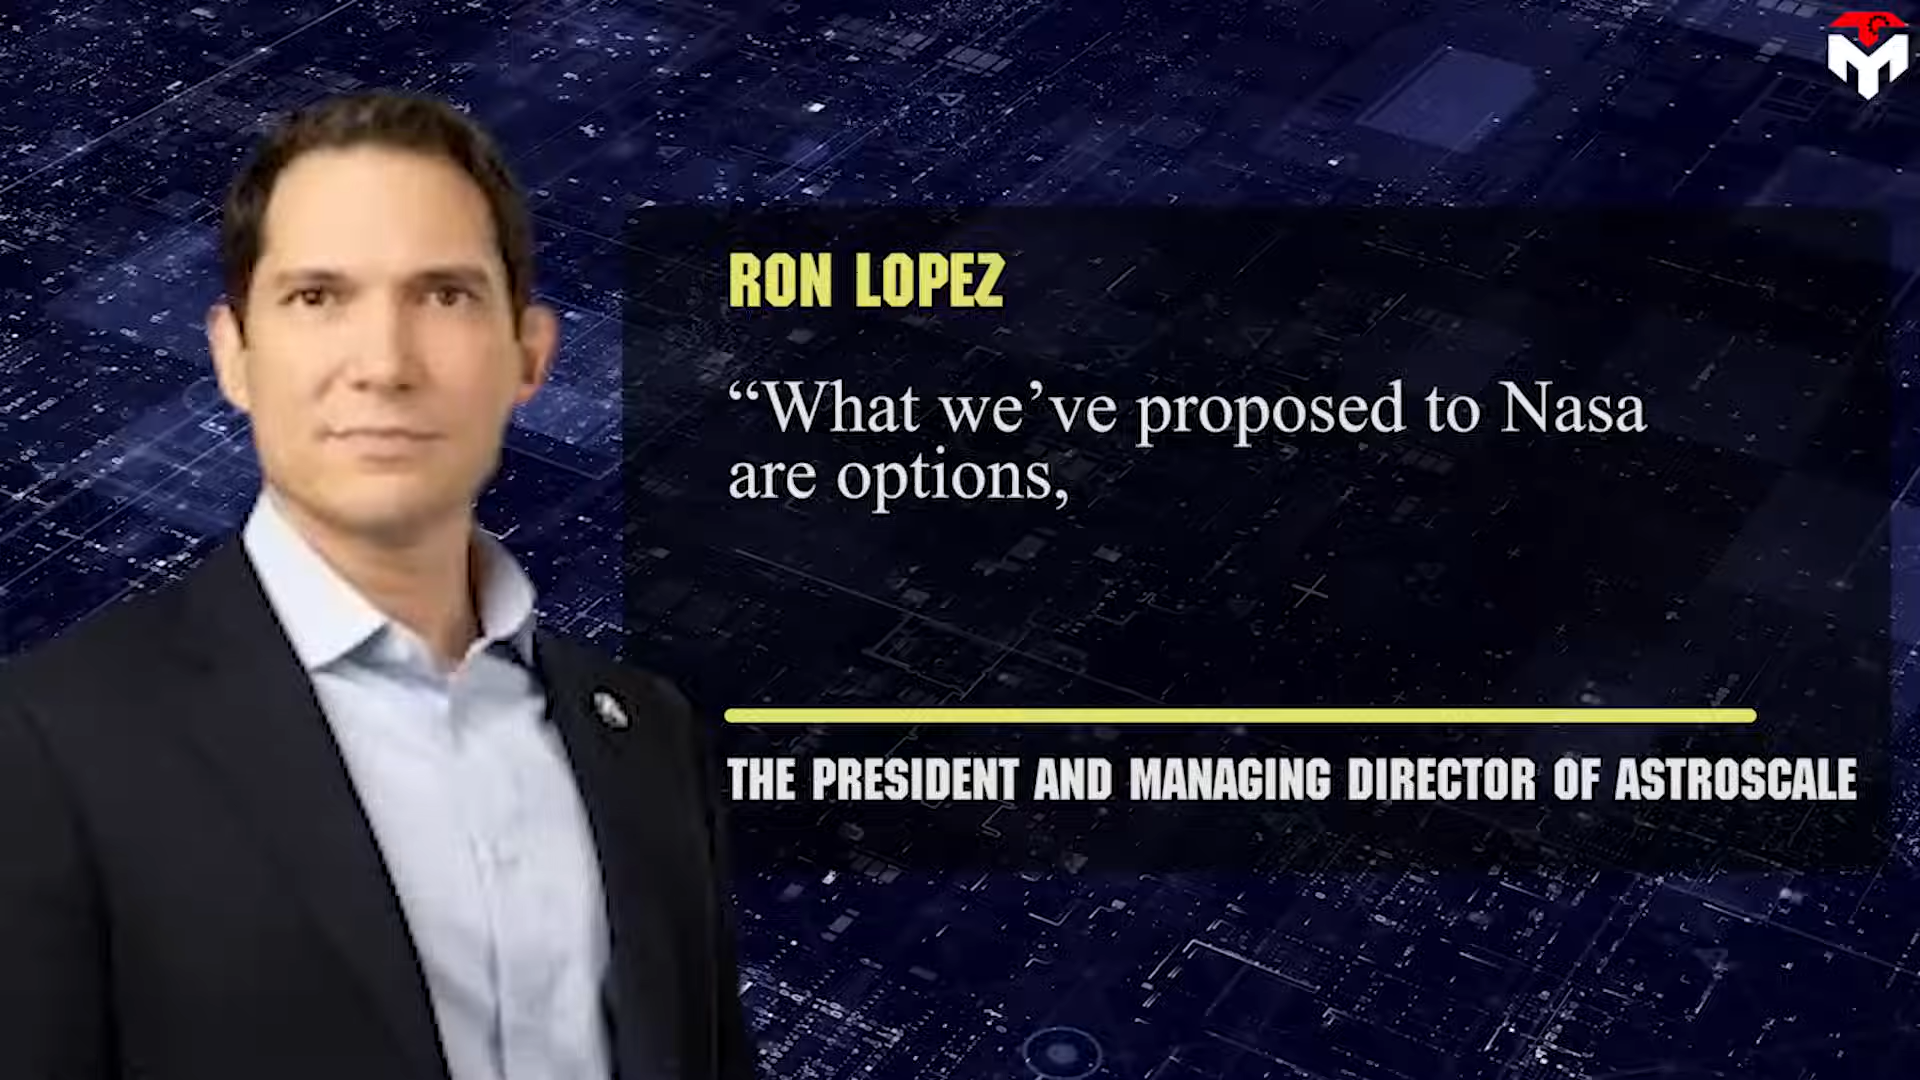 RON LOPEZ
“What we’ve proposed to Nasa
are options,
THE PRESIDENT AND MANAGING DIRECTOR OF ASTROSCALE